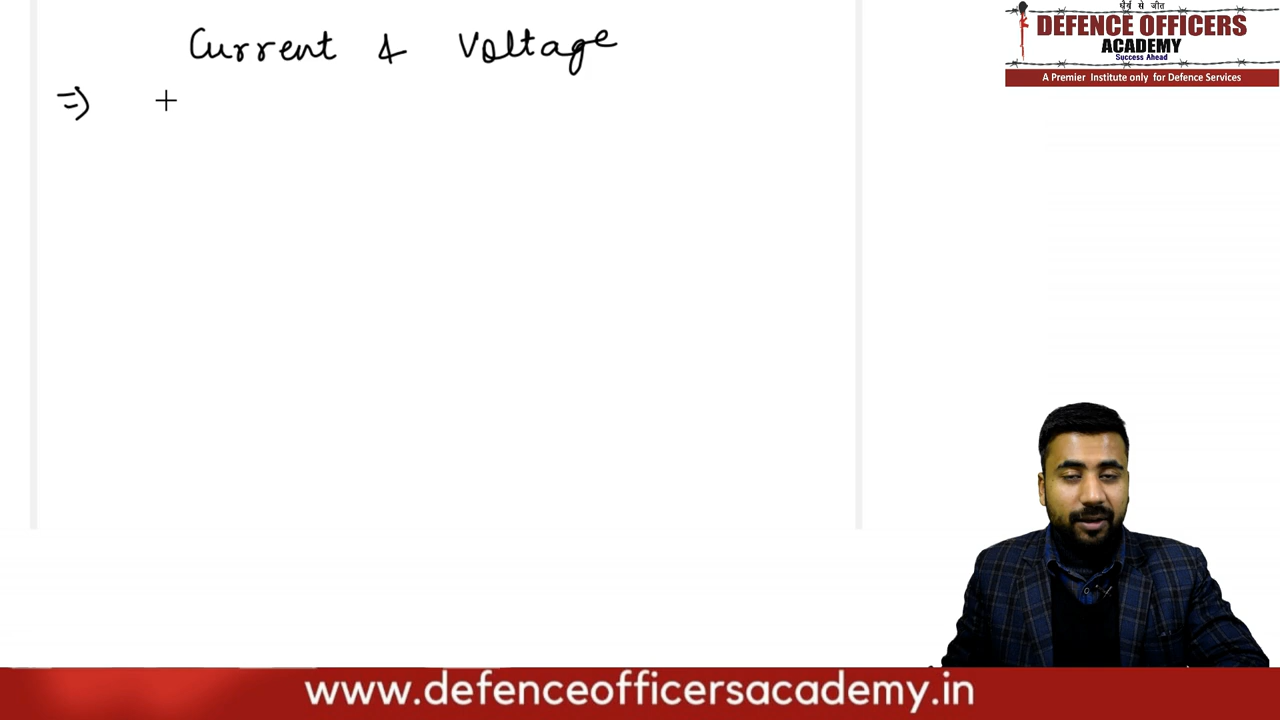 Current & Voltage
⇒ +
धैर्य से जीत
DEFENCE OFFICERS
ACADEMY
Success Ahead
A Premier Institute only for Defence Services
www.defenceofficersacademy.in